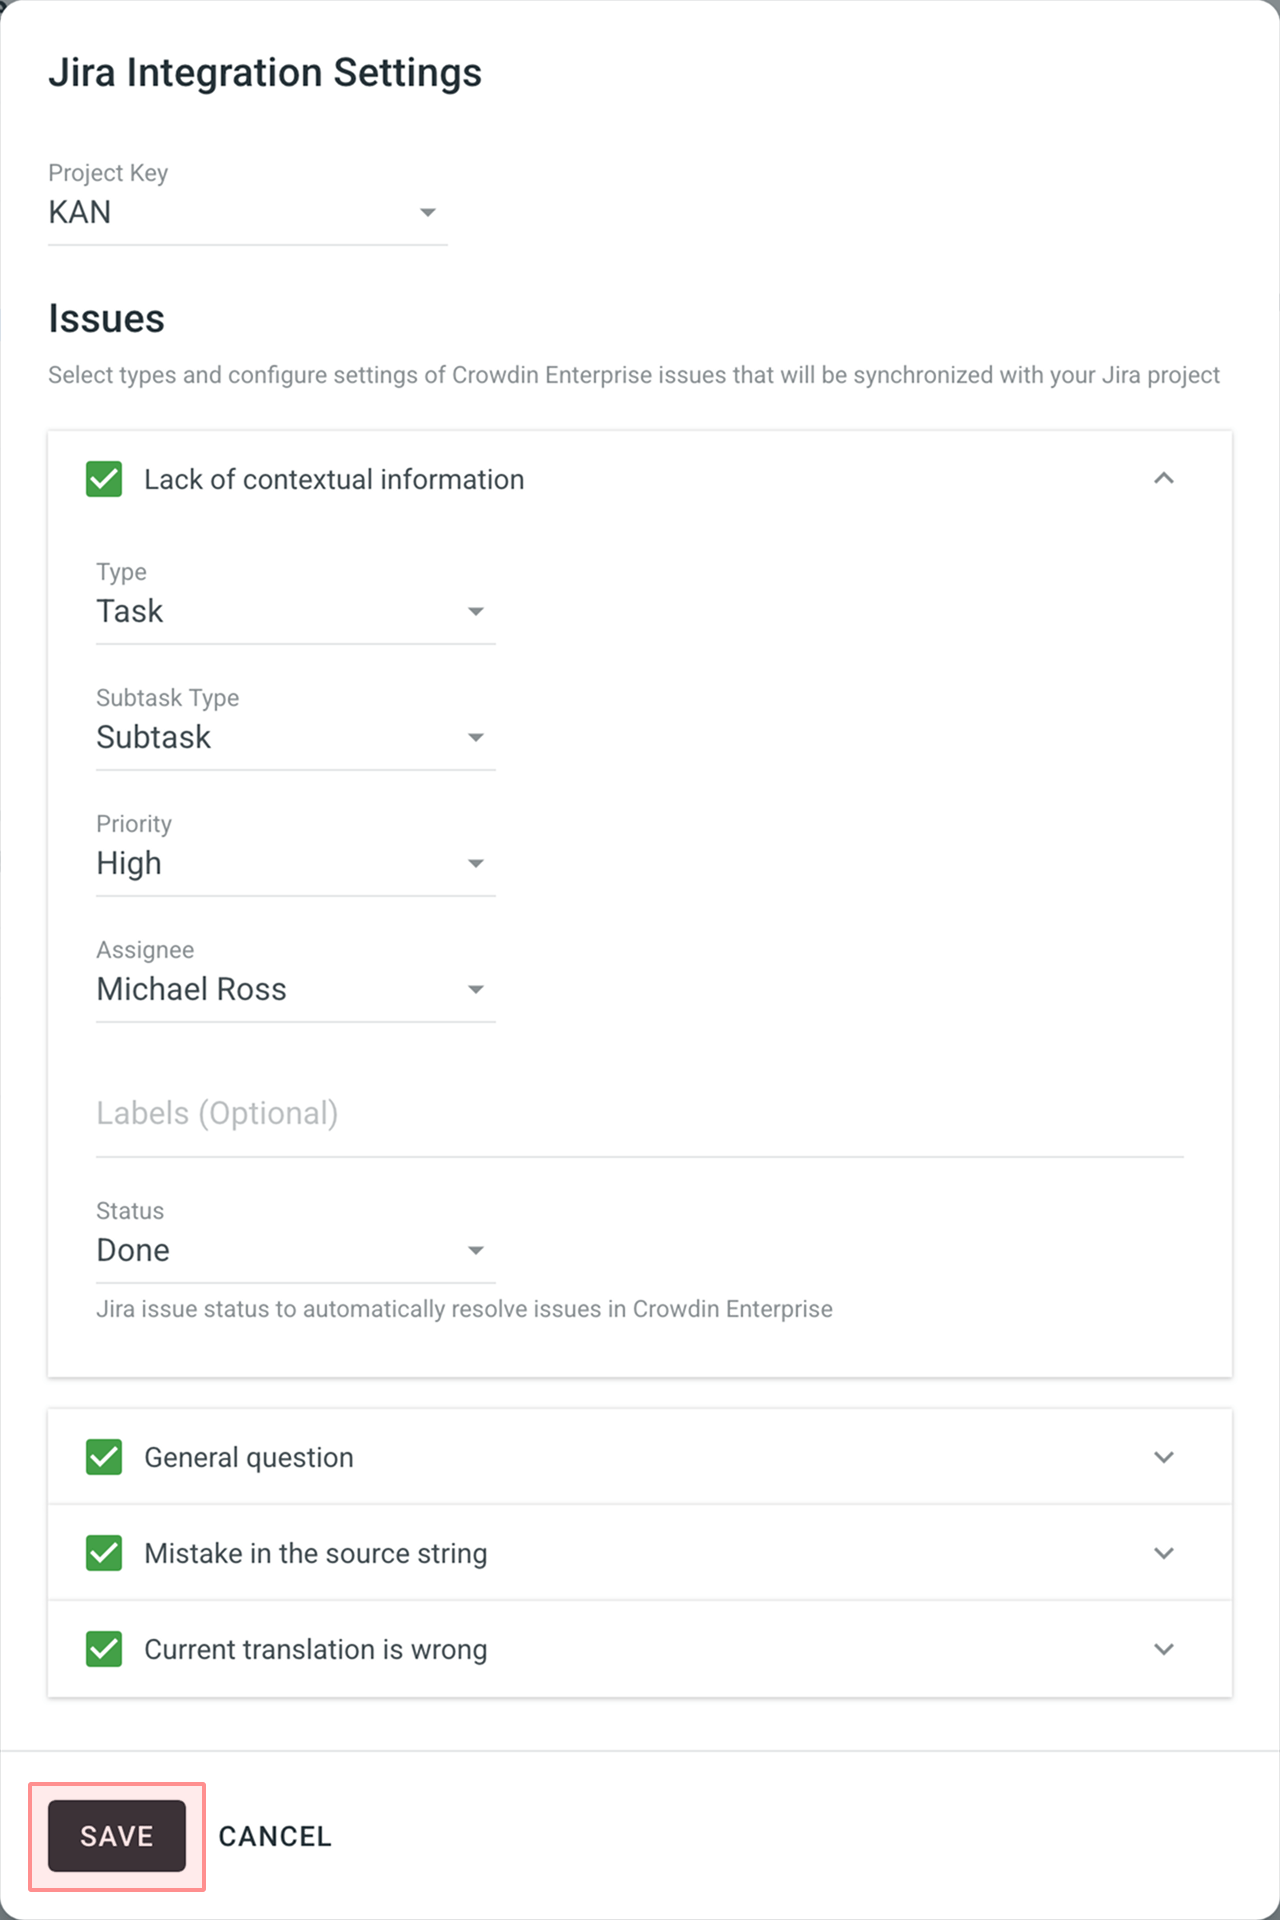 Jira Integration Settings
Project Key
KAN
Issues
Select types and configure settings of Crowdin Enterprise issues that will be synchronized with your Jira project
Lack of contextual information
Type
Task
Subtask Type
Subtask
Priority
High
Assignee
Michael Ross
Labels (Optional)
Status
Done
Jira issue status to automatically resolve issues in Crowdin Enterprise
General question
Mistake in the source string
Current translation is wrong
SAVE CANCEL